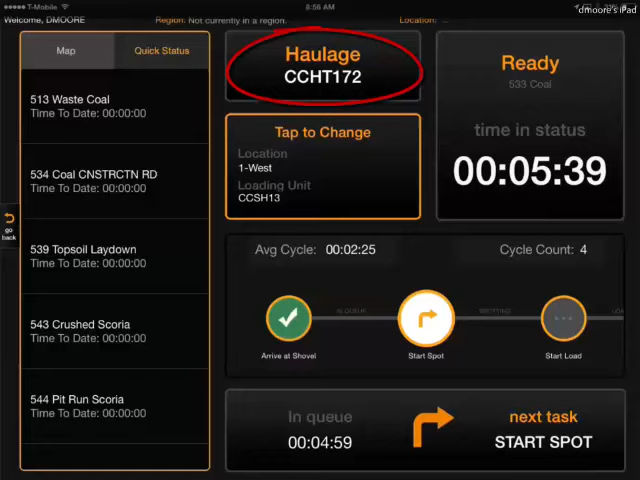 T-Mobile
8:56 AM
dmoore's iPad
Welcome, DMOORE
Region: Not currently in a region.
Location:
Map
Quick Status
513 Waste Coal
Time To Date: 00:00:00
534 Coal CNSTRCTN RD
Time To Date: 00:00:00
539 Topsoil Laydown
Time To Date: 00:00:00
543 Crushed Scoria
Time To Date: 00:00:00
544 Pit Run Scoria
Time To Date: 00:00:00
go
back
Haulage
CCHT172
Tap to Change
Location
1-West
Loading Unit
CCSH13
Ready
533 Coal
time in status
00:05:39
Avg Cycle: 00:02:25
Cycle Count: 4
IN QUEUE
SPOTTING
Arrive at Shovel
Start Spot
Start Load
In queue
00:04:59
next task
START SPOT